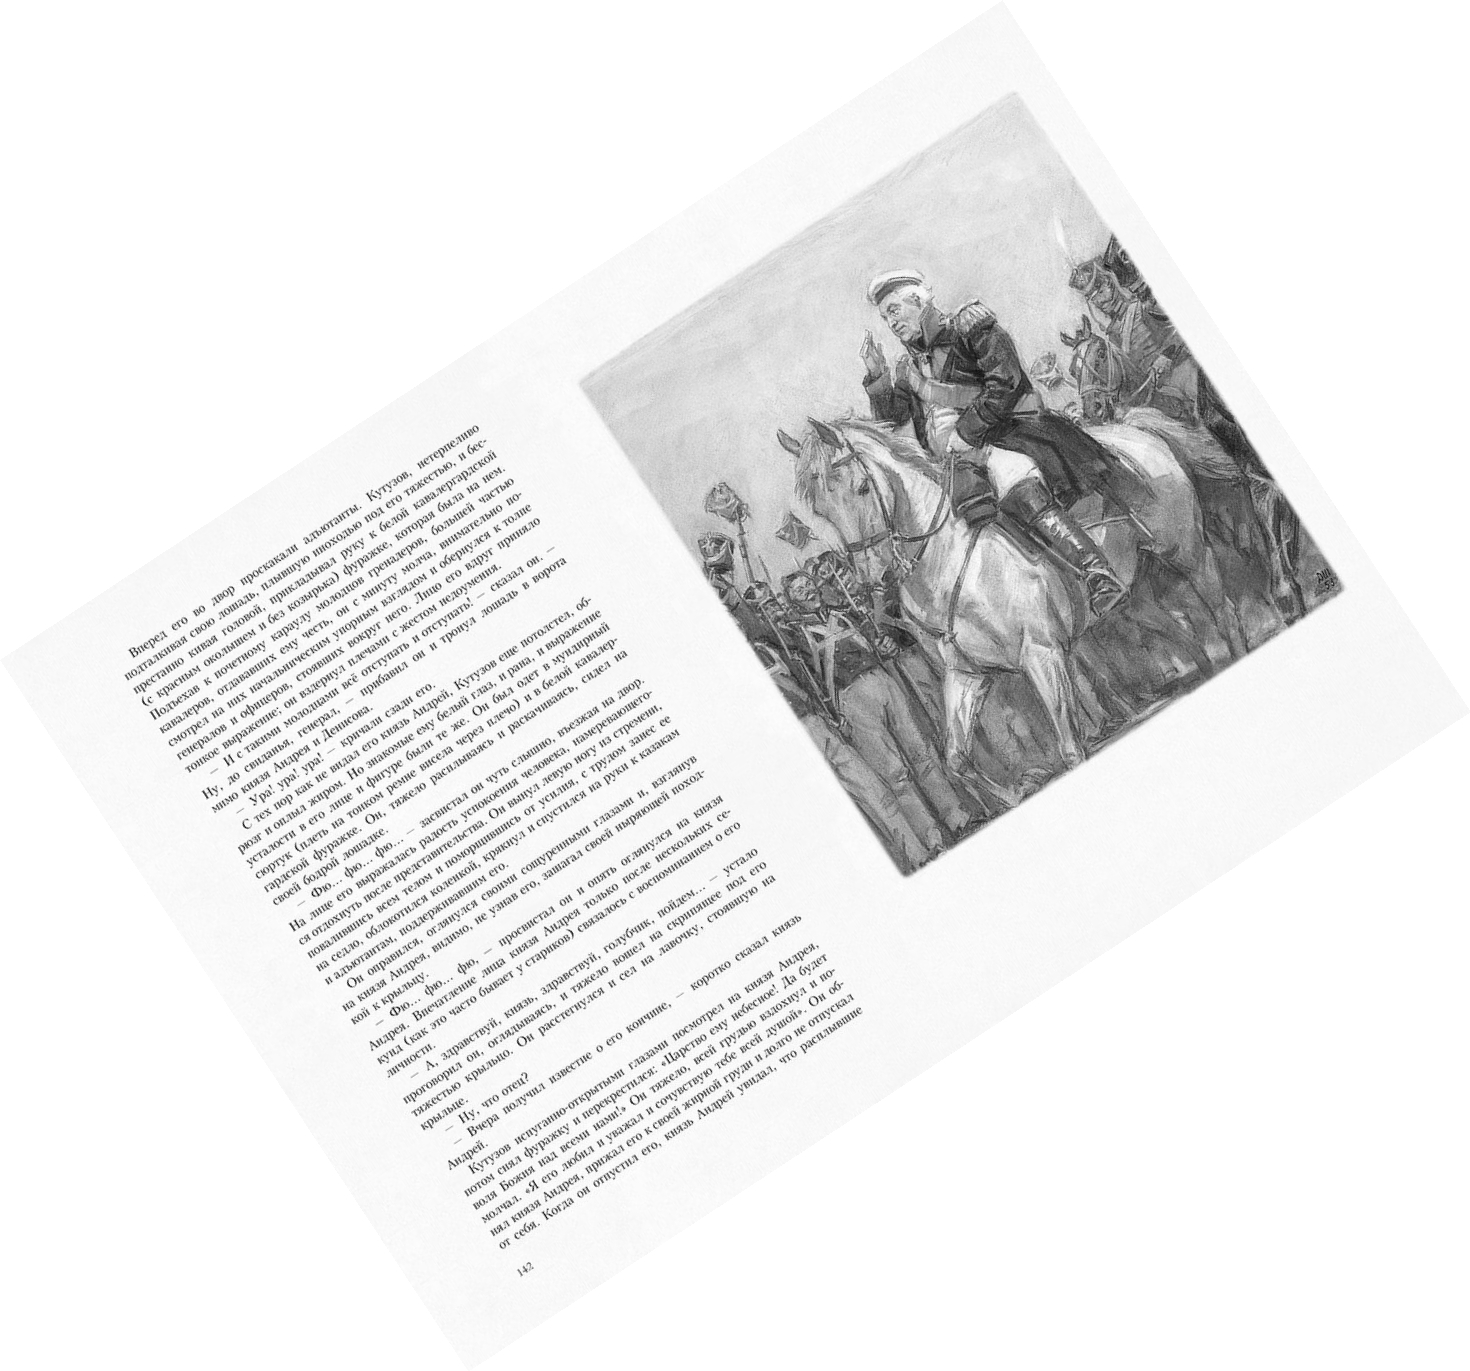 Вперед его во двор проскакали адъютанты. Кутузов, нетерпеливо
подталкивая свою лошадь, плывшую иноходью под его тяжестью, и бес-
престанно кивая головой, прикладывал руку к белой кавалергардской
(с красным околышем и без козырька) фуражке, которая была на нем.
Подъехав к почетному караулу молодцов гренадеров, большей частью
кавалеров, отдававших ему честь, он с минуту молча, внимательно по-
смотрел на них начальническим упорным взглядом и обернулся к толпе
генералов и офицеров, стоявших вокруг него. Лицо его вдруг приняло
тонкое выражение; он вздернул плечами с жестом недоумения.
— И с такими молодцами всё отступать и отступать! — сказал он. —
Ну, до свиданья, генерал, — прибавил он и тронул лошадь в ворота
мимо князя Андрея и Денисова.
— Ура! ура! ура! — кричали сзади его.
С тех пор как не видал его князь Андрей, Кутузов еще потолстел, об-
рюзг и оплыл жиром. Но знакомые ему белый глаз, и рана, и выражение
усталости в его лице и фигуре были те же. Он был одет в мундирный
сюртук (плеть на тонком ремне висела через плечо) и в белой кавалер-
гардской фуражке. Он, тяжело расплываясь и раскачиваясь, сидел на
своей бодрой лошадке.
— Фю... фю... фю... — засвистал он чуть слышно, въезжая на двор.
На лице его выражалась радость успокоения человека, намеревающего-
ся отдохнуть после представительства. Он вынул левую ногу из стремени,
повалившись всем телом и поморщившись от усилия, с трудом занес ее
на седло, облокотился коленкой, крякнул и спустился на руки к казакам
и адъютантам, поддерживавшим его.
Он оправился, оглянулся своими сощуренными глазами и, взглянув
на князя Андрея, видимо, не узнав его, зашагал своей ныряющей поход-
кой к крыльцу.
— Фю... фю... фю, — просвистал он и опять оглянулся на князя
Андрея. Впечатление лица князя Андрея только после нескольких се-
кунд (как это часто бывает у стариков) связалось с воспоминанием о его
личности.
— А, здравствуй, князь, здравствуй, голубчик, пойдем... — устало
проговорил он, оглядываясь, и тяжело вошел на скрипящее под его
тяжестью крыльцо. Он расстегнулся и сел на лавочку, стоявшую на
крыльце.
— Ну, что отец?
— Вчера получил известие о его кончине, — коротко сказал князь
Андрей.
Кутузов испуганно-открытыми глазами посмотрел на князя Андрея,
потом снял фуражку и перекрестился: «Царство ему небесное! Да будет
воля Божия над всеми нами!» Он тяжело, всей грудью вздохнул и по-
молчал. «Я его любил и уважал и сочувствую тебе всей душой». Он об-
нял князя Андрея, прижал его к своей жирной груди и долго не отпускал
от себя. Когда он отпустил его, князь Андрей увидал, что расплывшие
142